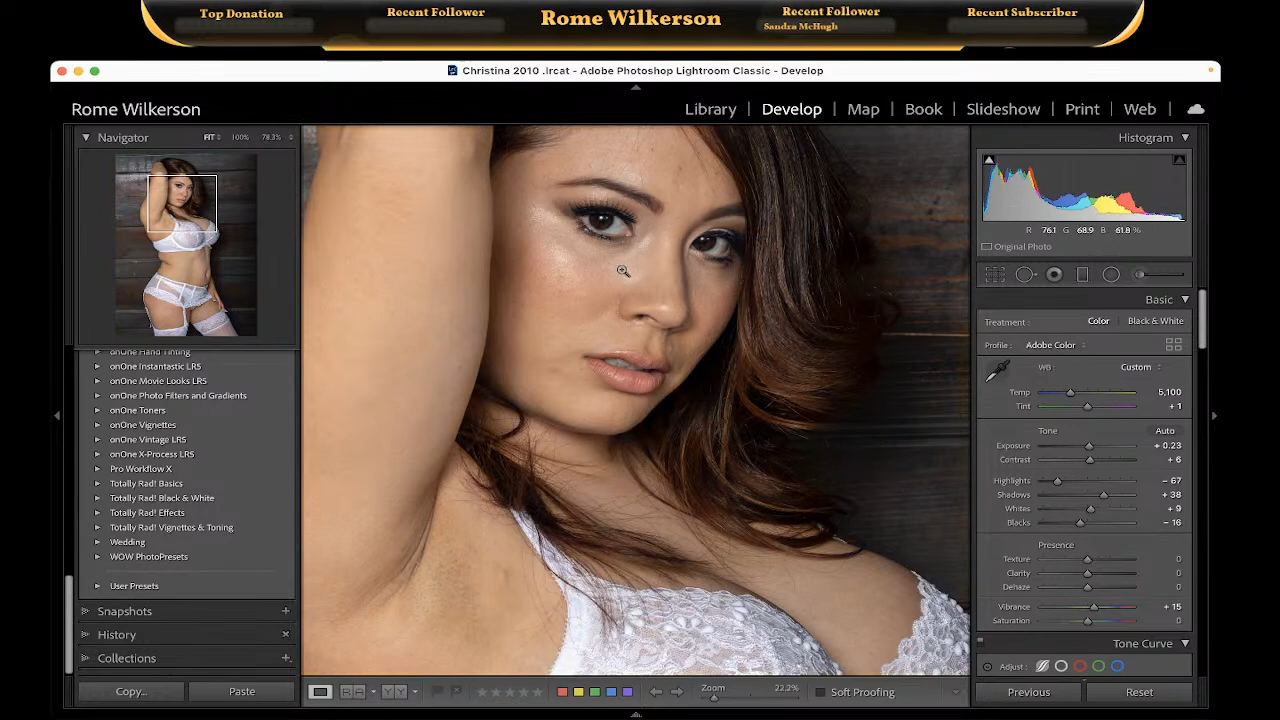 Top Donation
Recent Follower
Rome Wilkerson
Recent Follower
Sandra McHugh
Recent Subscriber
Christina 2010 .lrcat - Adobe Photoshop Lightroom Classic - Develop
Rome Wilkerson
Library | Develop | Map | Book | Slideshow | Print | Web |
Navigator FIT 100% 78.3%
onOne Hand Tinting
onOne Instantastic LR5
onOne Movie Looks LR5
onOne Photo Filters and Gradients
onOne Toners
onOne Vignettes
onOne Vintage LR5
onOne X-Process LR5
Pro Workflow X
Totally Rad! Basics
Totally Rad! Black & White
Totally Rad! Effects
Totally Rad! Vignettes & Toning
Wedding
WOW PhotoPresets
User Presets
Snapshots +
History ×
Collections +
Copy... Paste
Zoom 22.2%
Soft Proofing
Histogram
R 76.1 G 68.9 B 61.8 %
Original Photo
Basic
Treatment : Color Black & White
Profile : Adobe Color
WB : Custom
Temp 5,100
Tint + 1
Tone Auto
Exposure + 0.23
Contrast + 6
Highlights − 67
Shadows + 38
Whites + 9
Blacks − 16
Presence
Texture 0
Clarity 0
Dehaze 0
Vibrance + 15
Saturation 0
Tone Curve
Adjust :
Previous Reset